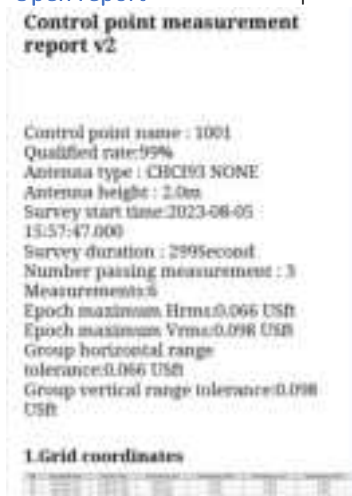 Open report
Control point measurement
report v2
Control point name : 1001
Qualified rate:99%
Antenna type : CHCI93 NONE
Antenna height : 2.0m
Survey start time:2023-08-05
15:57:47.000
Survey duration : 299Second
Number passing measurement : 3
Measurements:6
Epoch maximum Hrms:0.066 USft
Epoch maximum Vrms:0.098 USft
Group horizontal range
tolerance:0.066 USft
Group vertical range tolerance:0.098
USft
1.Grid coordinates